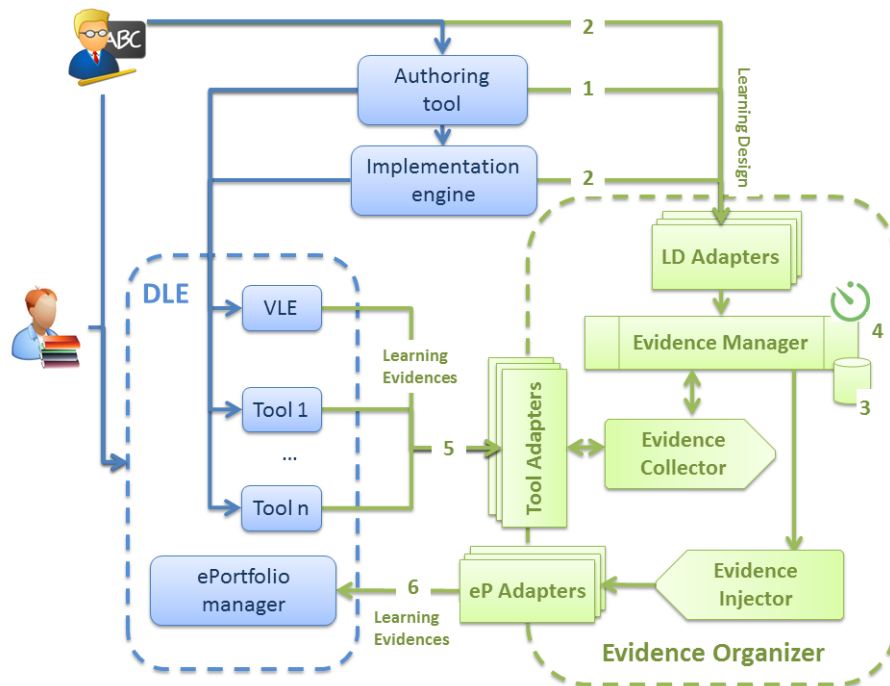 ABC
2
Authoring
tool
1
Learning Design
Implementation
engine
2
LD Adapters
DLE
VLE
Evidence Manager
4
3
Learning
Evidences
Tool 1
...
Tool n
5
Tool Adapters
Evidence
Collector
ePortfolio
manager
6
Learning
Evidences
eP Adapters
Evidence
Injector
Evidence Organizer